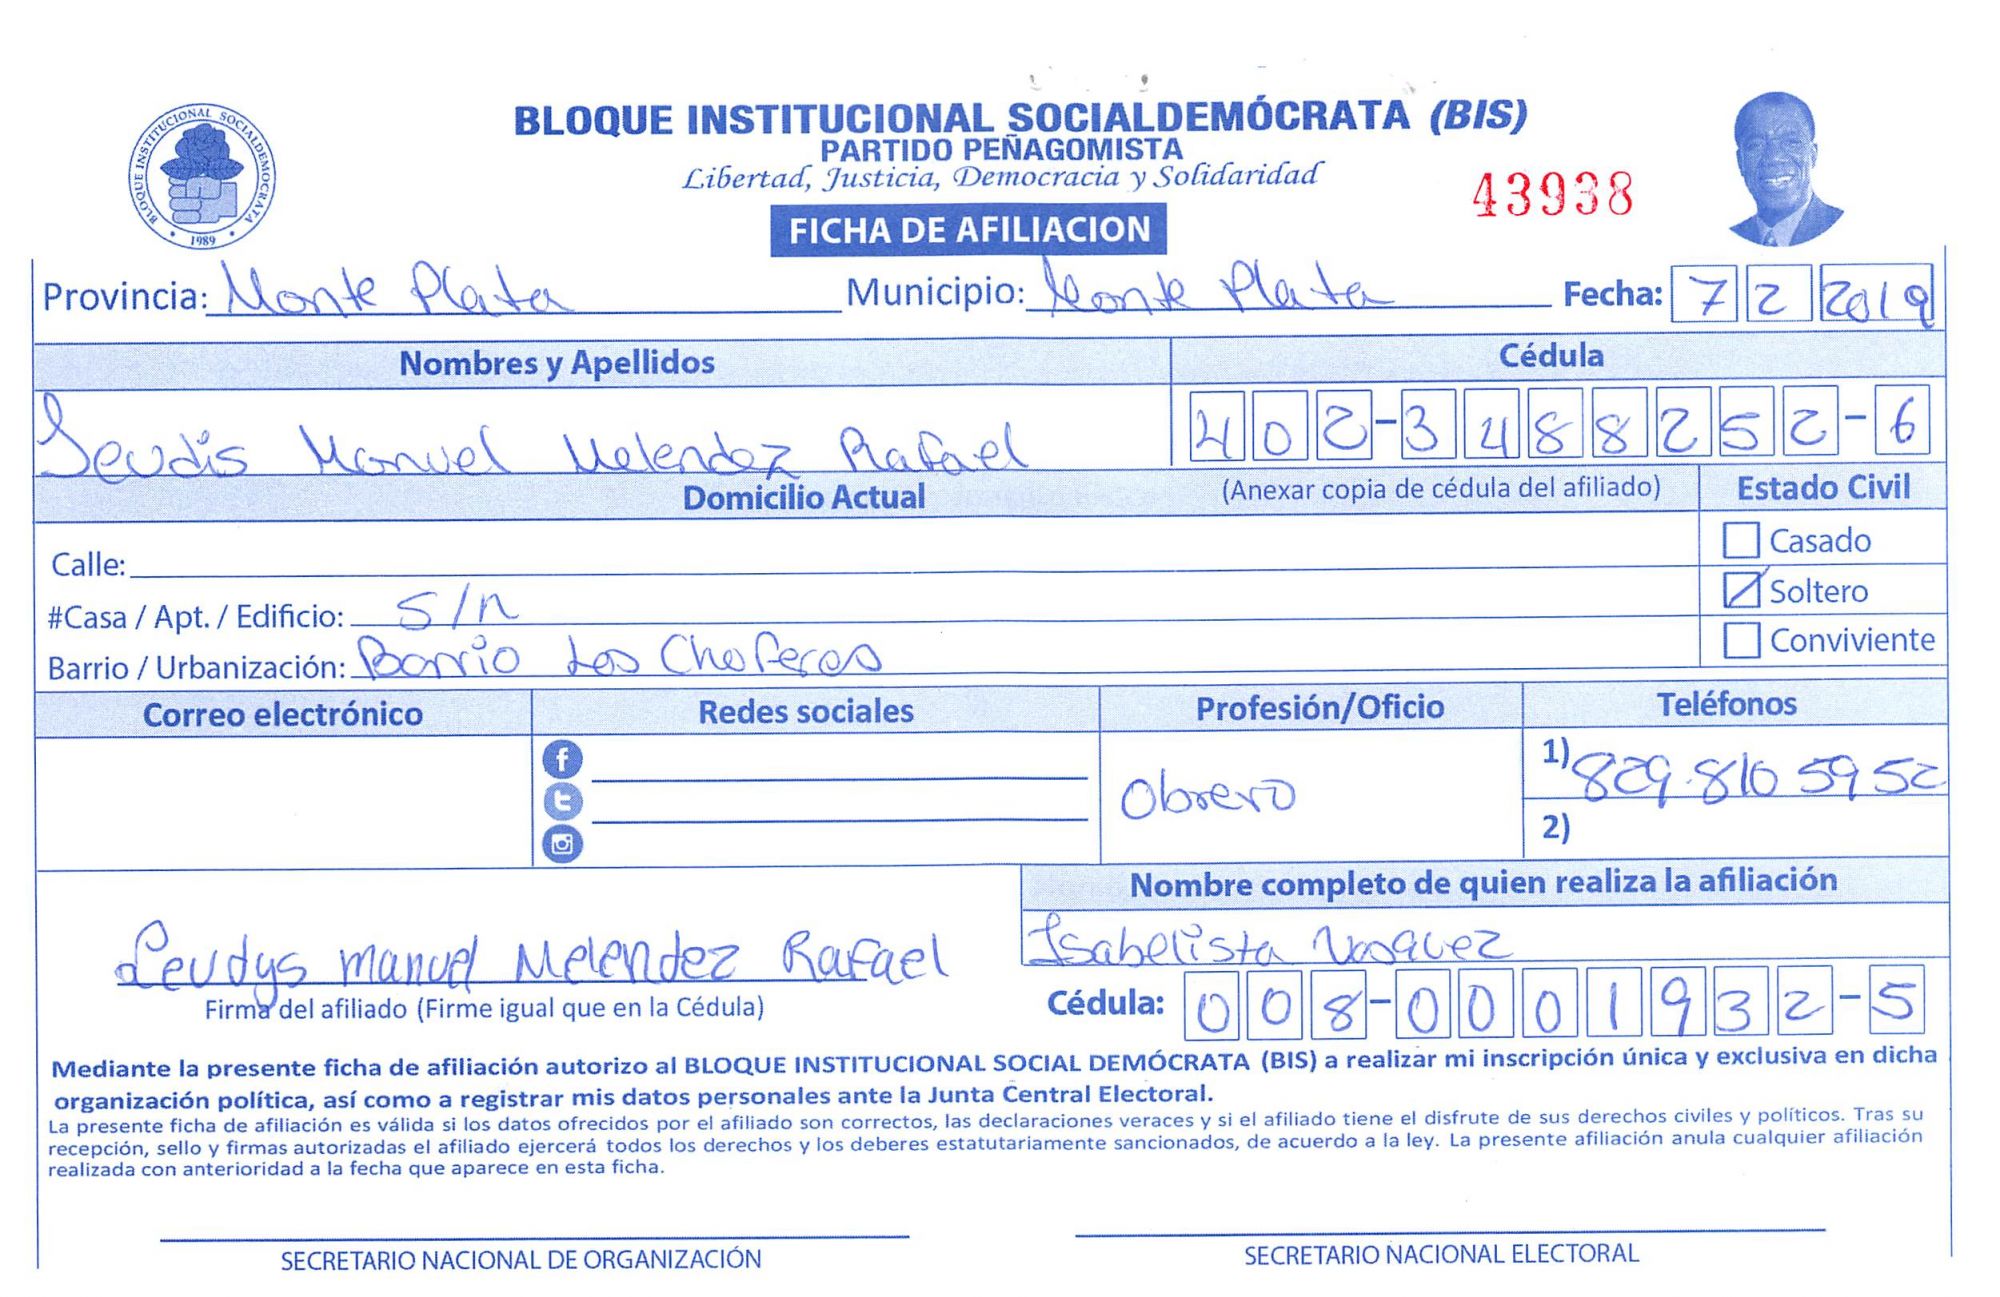 BLOQUE INSTITUCIONAL SOCIALDEMÓCRATA (BIS)
PARTIDO PEÑAGOMISTA
Libertad, Justicia, Democracia y Solidaridad
43938
BLOQUE INSTITUCIONAL SOCIALDEMOCRATA
1989
FICHA DE AFILIACION
Provincia: Monte Plata Municipio: Monte Plata Fecha: 7 2 2019
Nombres y Apellidos Cédula
Leudis Manuel Melendez Rafael 402-3488252-6
Domicilio Actual (Anexar copia de cédula del afiliado) Estado Civil
Calle: Casado
#Casa / Apt. / Edificio: S/n Soltero
Barrio / Urbanización: Barrio Los Choferes Conviviente
Correo electrónico Redes sociales Profesión/Oficio Teléfonos
Obrero 1) 829.810 5952
2)
Nombre completo de quien realiza la afiliación
Leudys Manuel Melendez Rafael Isabelista Vasquez
Firma del afiliado (Firme igual que en la Cédula) Cédula: 008-0001932-5
Mediante la presente ficha de afiliación autorizo al BLOQUE INSTITUCIONAL SOCIAL DEMÓCRATA (BIS) a realizar mi inscripción única y exclusiva en dicha
organización política, así como a registrar mis datos personales ante la Junta Central Electoral.
La presente ficha de afiliación es válida si los datos ofrecidos por el afiliado son correctos, las declaraciones veraces y si el afiliado tiene el disfrute de sus derechos civiles y políticos. Tras su
recepción, sello y firmas autorizadas el afiliado ejercerá todos los derechos y los deberes estatutariamente sancionados, de acuerdo a la ley. La presente afiliación anula cualquier afiliación
realizada con anterioridad a la fecha que aparece en esta ficha.
SECRETARIO NACIONAL DE ORGANIZACIÓN SECRETARIO NACIONAL ELECTORAL